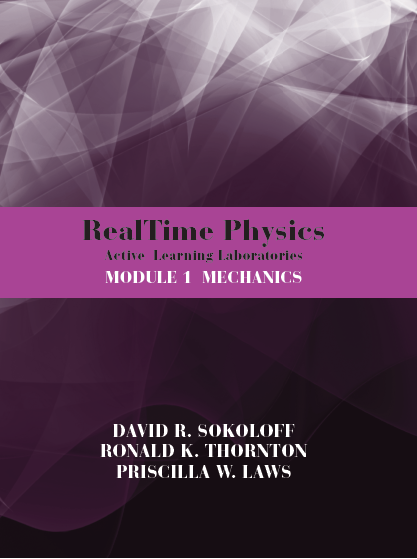 RealTime Physics
Active Learning Laboratories
MODULE 1 MECHANICS
DAVID R. SOKOLOFF
RONALD K. THORNTON
PRISCILLA W. LAWS